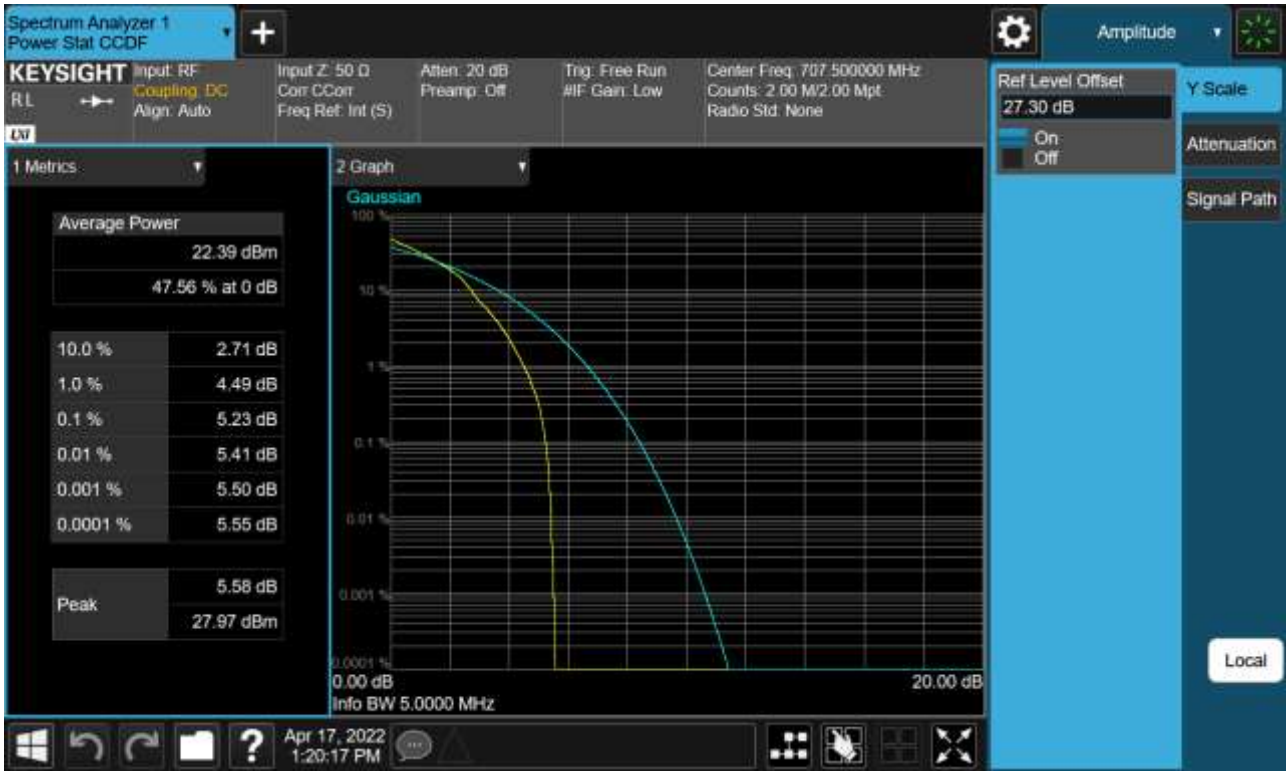 Spectrum Analyzer 1
Power Stat CCDF
+
Amplitude
KEYSIGHT
RL
LXI
Input: RF
Coupling: DC
Align: Auto
Input Z: 50 Ω
Corr CCorr
Freq Ref: Int (S)
Atten: 20 dB
Preamp: Off
Trig: Free Run
#IF Gain: Low
Center Freq: 707.500000 MHz
Counts: 2.00 M/2.00 Mpt
Radio Std: None
Ref Level Offset
27.30 dB
On
Off
Y Scale
Attenuation
Signal Path
1 Metrics
Average Power
22.39 dBm
47.56 % at 0 dB
10.0 % 2.71 dB
1.0 % 4.49 dB
0.1 % 5.23 dB
0.01 % 5.41 dB
0.001 % 5.50 dB
0.0001 % 5.55 dB
Peak
5.58 dB
27.97 dBm
2 Graph
Gaussian
100 %
10 %
1 %
0.1 %
0.01 %
0.001 %
0.0001 %
0.00 dB 20.00 dB
Info BW 5.0000 MHz
Local
?
Apr 17, 2022
1:20:17 PM